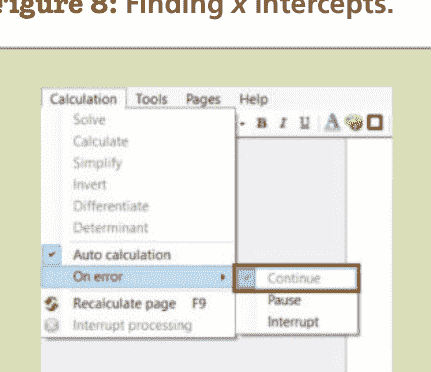 Figure 8: Finding x intercepts.
Calculation Tools Pages Help
B I U A
Solve
Calculate
Simplify
Invert
Differentiate
Determinant
Auto calculation
On error
Continue
Recalculate page F9
Pause
Interrupt processing
Interrupt